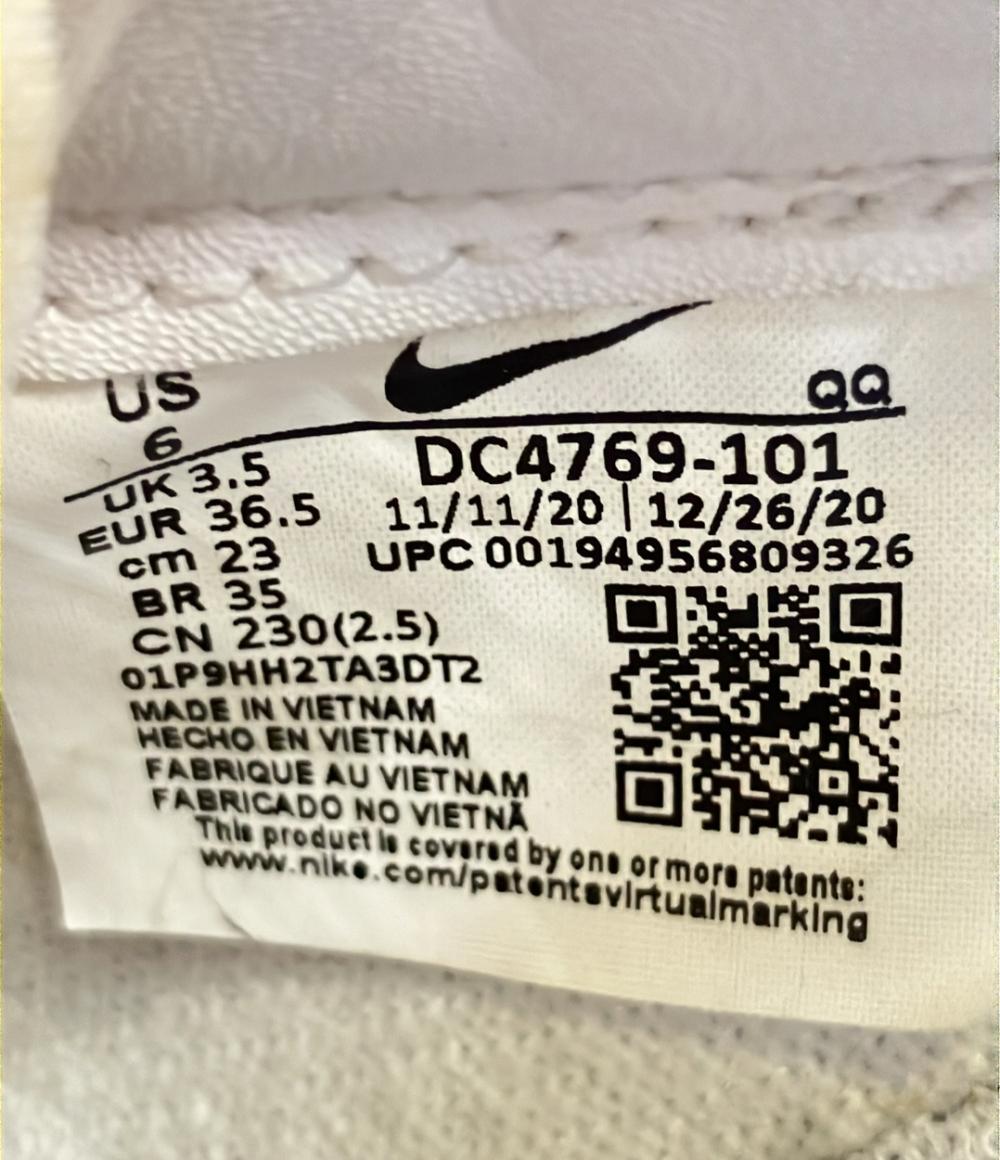 US
6
QQ
UK 3.5
EUR 36.5
cm 23
BR 35
CN 230(2.5)
DC4769-101
11/11/20 | 12/26/20
UPC 00194956809326
01P9HH2TA3DT2
MADE IN VIETNAM
HECHO EN VIETNAM
FABRIQUE AU VIETNAM
FABRICADO NO VIETNÃ
This product is covered by one or more patents:
www.nike.com/patentsvirtualmarking